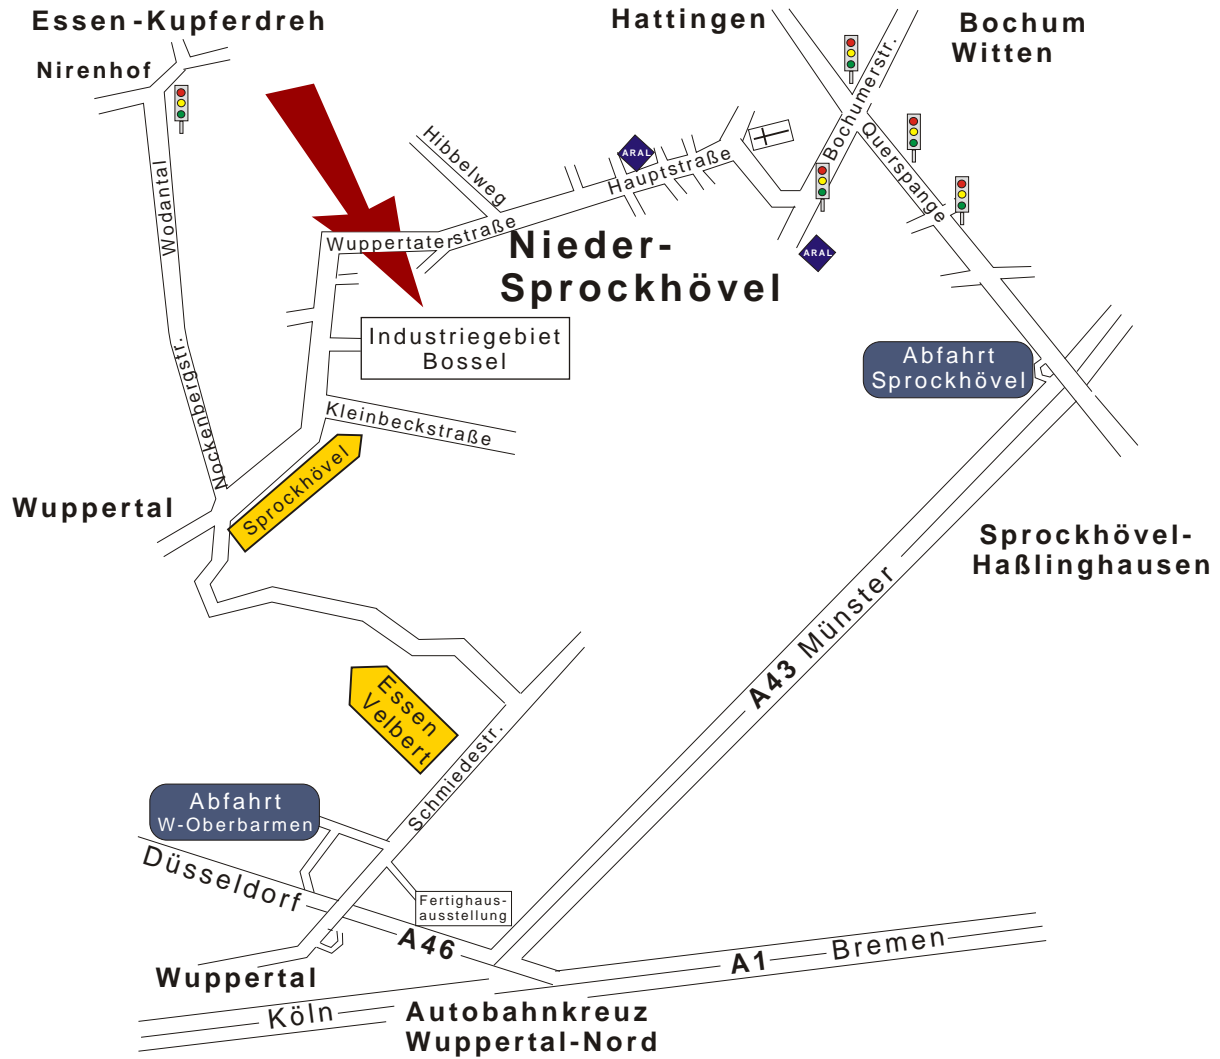 Essen-Kupferdreh
Hattingen
Bochum
Witten
Nirenhof
Bochumerstr.
Querspange
Hibbelweg
ARAL
Hauptstraße
Wodantal
Wuppertaterstraße
Nieder-
Sprockhövel
ARAL
Industriegebiet
Bossel
Abfahrt
Sprockhövel
Nockenbergstr.
Kleinbeckstraße
Sprockhövel
Wuppertal
Sprockhövel-
Haßlinghausen
A43 Münster
Essen
Velbert
Schmiedestr.
Abfahrt
W-Oberbarmen
Düsseldorf
Fertighaus-
ausstellung
A46
A1
Bremen
Wuppertal
Köln
Autobahnkreuz
Wuppertal-Nord